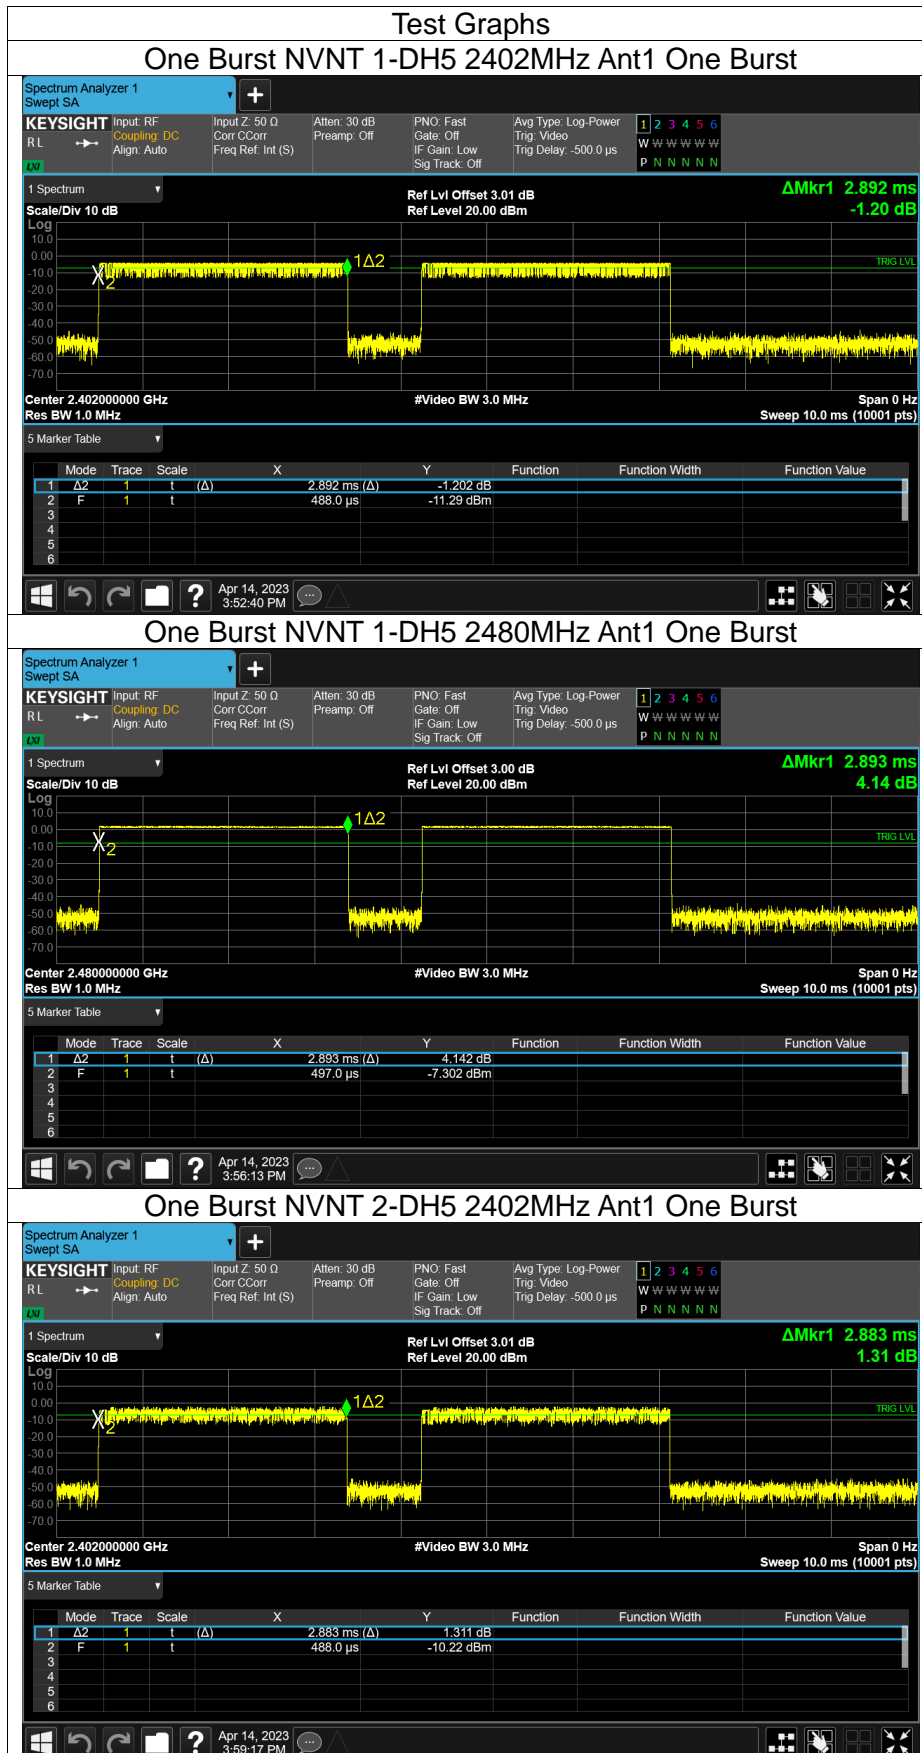 Test Graphs
One Burst NVNT 1-DH5 2402MHz Ant1 One Burst
Spectrum Analyzer 1
Swept SA
KEYSIGHT Input: RF Input Z: 50 Ω Atten: 30 dB PNO: Fast Avg Type: Log-Power 1 2 3 4 5 6
RL Coupling: DC Corr CCorr Preamp: Off Gate: Off Trig: Video W W W W W W
Align: Auto Freq Ref: Int (S) IF Gain: Low Trig Delay: -500.0 µs
Sig Track: Off P N N N N N
LXI
1 Spectrum Ref Lvl Offset 3.01 dB ΔMkr1 2.892 ms
Scale/Div 10 dB Ref Level 20.00 dBm -1.20 dB
Log
10.0
0.00 1Δ2 TRIG LVL
-10.0 2
-20.0
-30.0
-40.0
-50.0
-60.0
-70.0
Center 2.402000000 GHz #Video BW 3.0 MHz Span 0 Hz
Res BW 1.0 MHz Sweep 10.0 ms (10001 pts)
5 Marker Table
Mode Trace Scale X Y Function Function Width Function Value
1 Δ2 1 t (Δ) 2.892 ms (Δ) -1.202 dB
2 F 1 t 488.0 µs -11.29 dBm
3
4
5
6
? Apr 14, 2023
3:52:40 PM
One Burst NVNT 1-DH5 2480MHz Ant1 One Burst
Spectrum Analyzer 1
Swept SA
KEYSIGHT Input: RF Input Z: 50 Ω Atten: 30 dB PNO: Fast Avg Type: Log-Power 1 2 3 4 5 6
RL Coupling: DC Corr CCorr Preamp: Off Gate: Off Trig: Video W W W W W W
Align: Auto Freq Ref: Int (S) IF Gain: Low Trig Delay: -500.0 µs
Sig Track: Off P N N N N N
LXI
1 Spectrum Ref Lvl Offset 3.00 dB ΔMkr1 2.893 ms
Scale/Div 10 dB Ref Level 20.00 dBm 4.14 dB
Log
10.0 1Δ2
0.00 TRIG LVL
-10.0 2
-20.0
-30.0
-40.0
-50.0
-60.0
-70.0
Center 2.480000000 GHz #Video BW 3.0 MHz Span 0 Hz
Res BW 1.0 MHz Sweep 10.0 ms (10001 pts)
5 Marker Table
Mode Trace Scale X Y Function Function Width Function Value
1 Δ2 1 t (Δ) 2.893 ms (Δ) 4.142 dB
2 F 1 t 497.0 µs -7.302 dBm
3
4
5
6
? Apr 14, 2023
3:56:13 PM
One Burst NVNT 2-DH5 2402MHz Ant1 One Burst
Spectrum Analyzer 1
Swept SA
KEYSIGHT Input: RF Input Z: 50 Ω Atten: 30 dB PNO: Fast Avg Type: Log-Power 1 2 3 4 5 6
RL Coupling: DC Corr CCorr Preamp: Off Gate: Off Trig: Video W W W W W W
Align: Auto Freq Ref: Int (S) IF Gain: Low Trig Delay: -500.0 µs
Sig Track: Off P N N N N N
LXI
1 Spectrum Ref Lvl Offset 3.01 dB ΔMkr1 2.883 ms
Scale/Div 10 dB Ref Level 20.00 dBm 1.31 dB
Log
10.0
0.00 1Δ2 TRIG LVL
-10.0 2
-20.0
-30.0
-40.0
-50.0
-60.0
-70.0
Center 2.402000000 GHz #Video BW 3.0 MHz Span 0 Hz
Res BW 1.0 MHz Sweep 10.0 ms (10001 pts)
5 Marker Table
Mode Trace Scale X Y Function Function Width Function Value
1 Δ2 1 t (Δ) 2.883 ms (Δ) 1.311 dB
2 F 1 t 488.0 µs -10.22 dBm
3
4
5
6
? Apr 14, 2023
3:59:17 PM